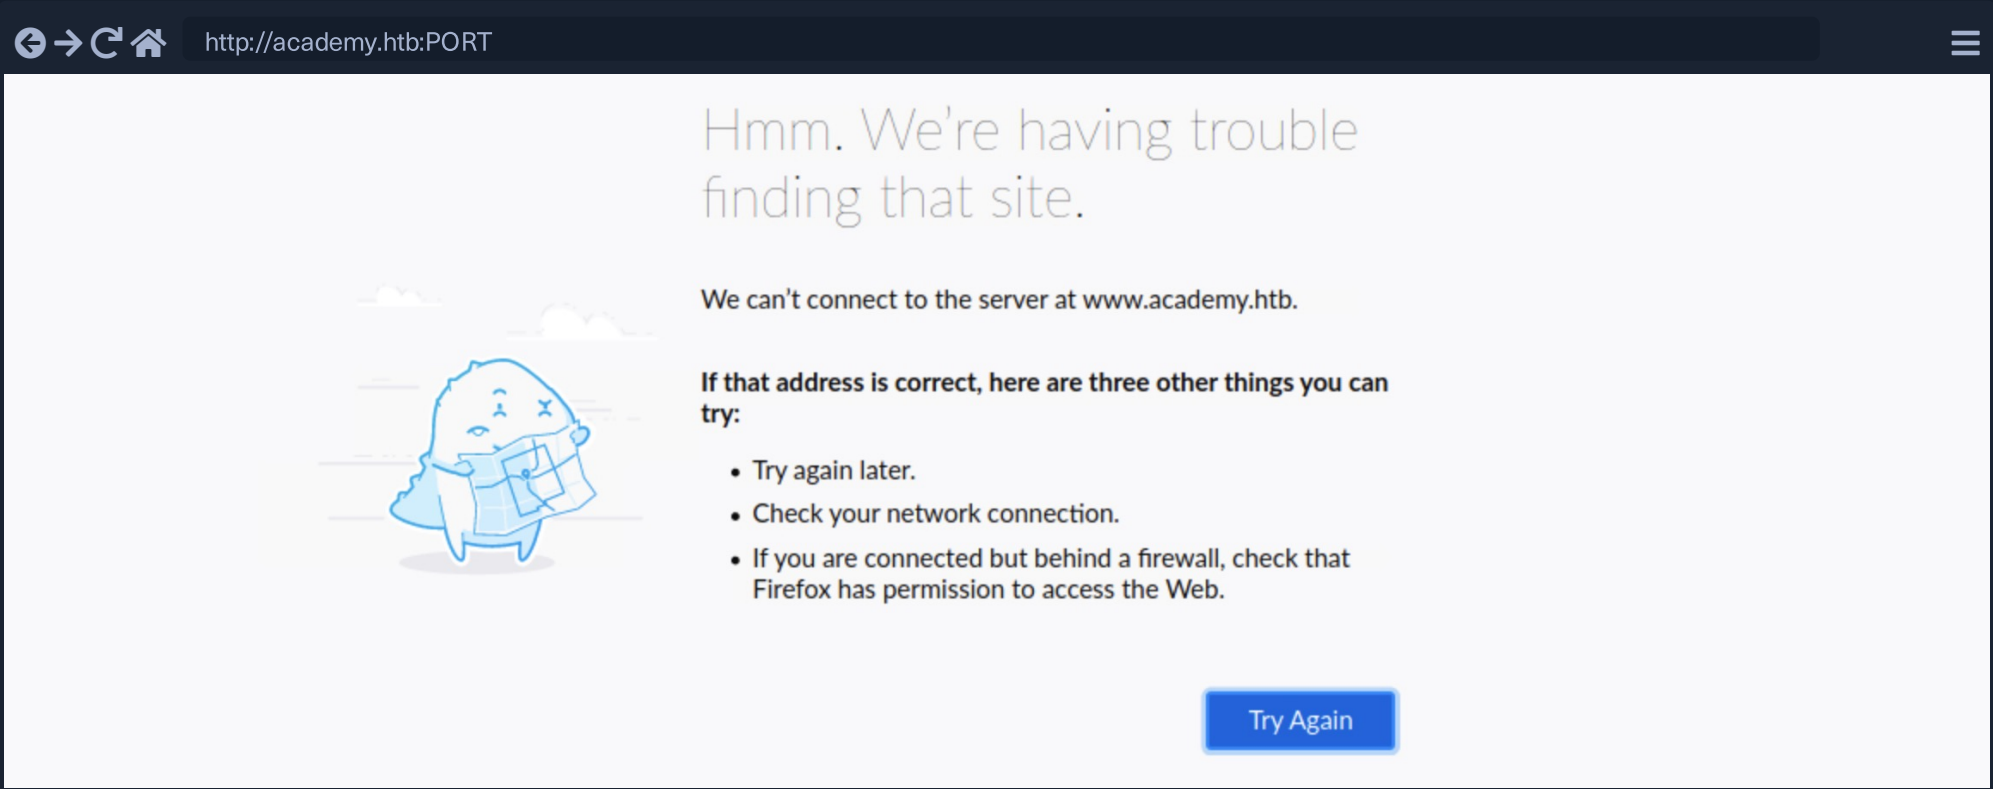 http://academy.htb:PORT
Hmm. We're having trouble
finding that site.
We can't connect to the server at www.academy.htb.
If that address is correct, here are three other things you can
try:
• Try again later.
• Check your network connection.
• If you are connected but behind a firewall, check that
Firefox has permission to access the Web.
Try Again